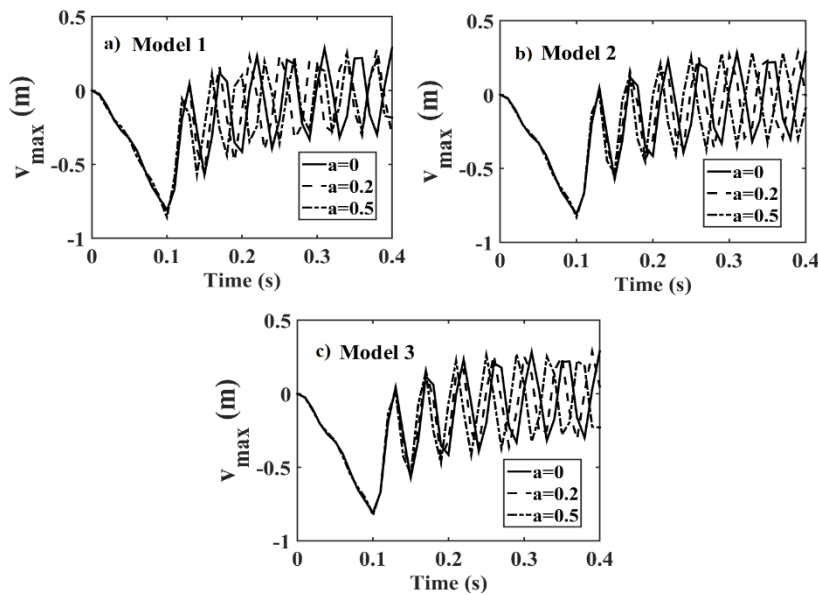 a) Model 1
0.5
0
-0.5
-1
v_max (m)
a=0
a=0.2
a=0.5
0 0.1 0.2 0.3 0.4
Time (s)
b) Model 2
0.5
0
-0.5
-1
v_max (m)
a=0
a=0.2
a=0.5
0 0.1 0.2 0.3 0.4
Time (s)
c) Model 3
0.5
0
-0.5
-1
v_max (m)
a=0
a=0.2
a=0.5
0 0.1 0.2 0.3 0.4
Time (s)